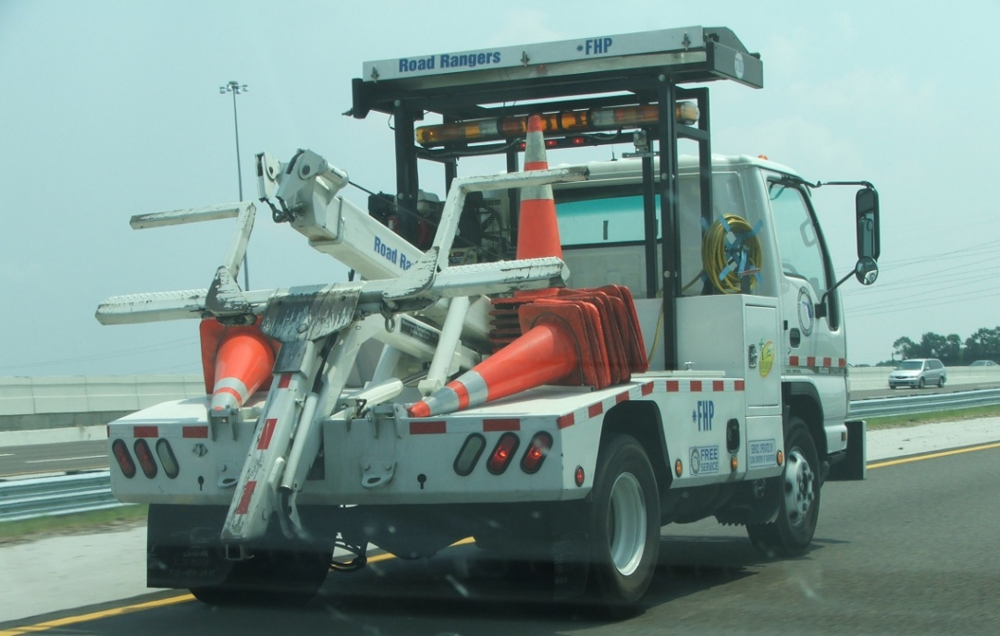 Road Rangers *FHP
Road Ra
*FHP
FREE
SERVICE